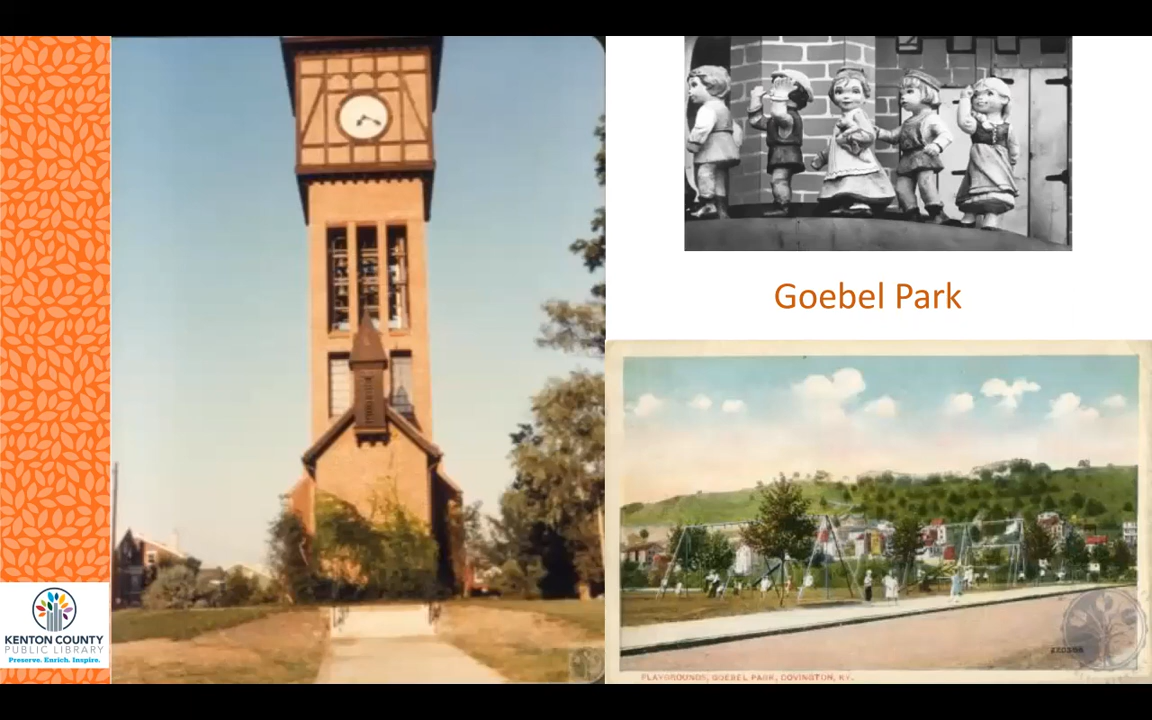 Goebel Park
PLAYGROUNDS, GOEBEL PARK, COVINGTON, KY.
KENTON COUNTY
PUBLIC LIBRARY
Preserve. Enrich. Inspire.